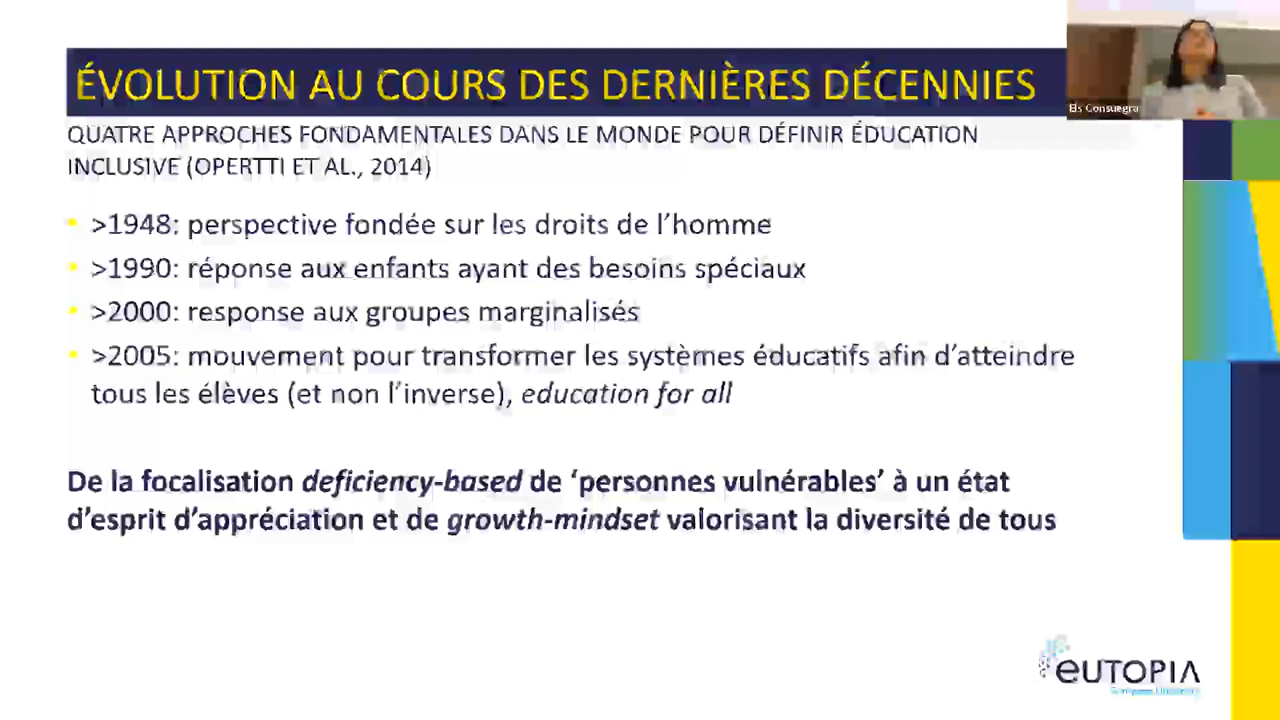 ÉVOLUTION AU COURS DES DERNIÈRES DÉCENNIES
Els Consuegra
QUATRE APPROCHES FONDAMENTALES DANS LE MONDE POUR DÉFINIR ÉDUCATION
INCLUSIVE (OPERTTI ET AL., 2014)
• >1948: perspective fondée sur les droits de l'homme
• >1990: réponse aux enfants ayant des besoins spéciaux
• >2000: response aux groupes marginalisés
• >2005: mouvement pour transformer les systèmes éducatifs afin d'atteindre
tous les élèves (et non l'inverse), education for all
De la focalisation deficiency-based de 'personnes vulnérables' à un état
d'esprit d'appréciation et de growth-mindset valorisant la diversité de tous
eUTOPIA
European University